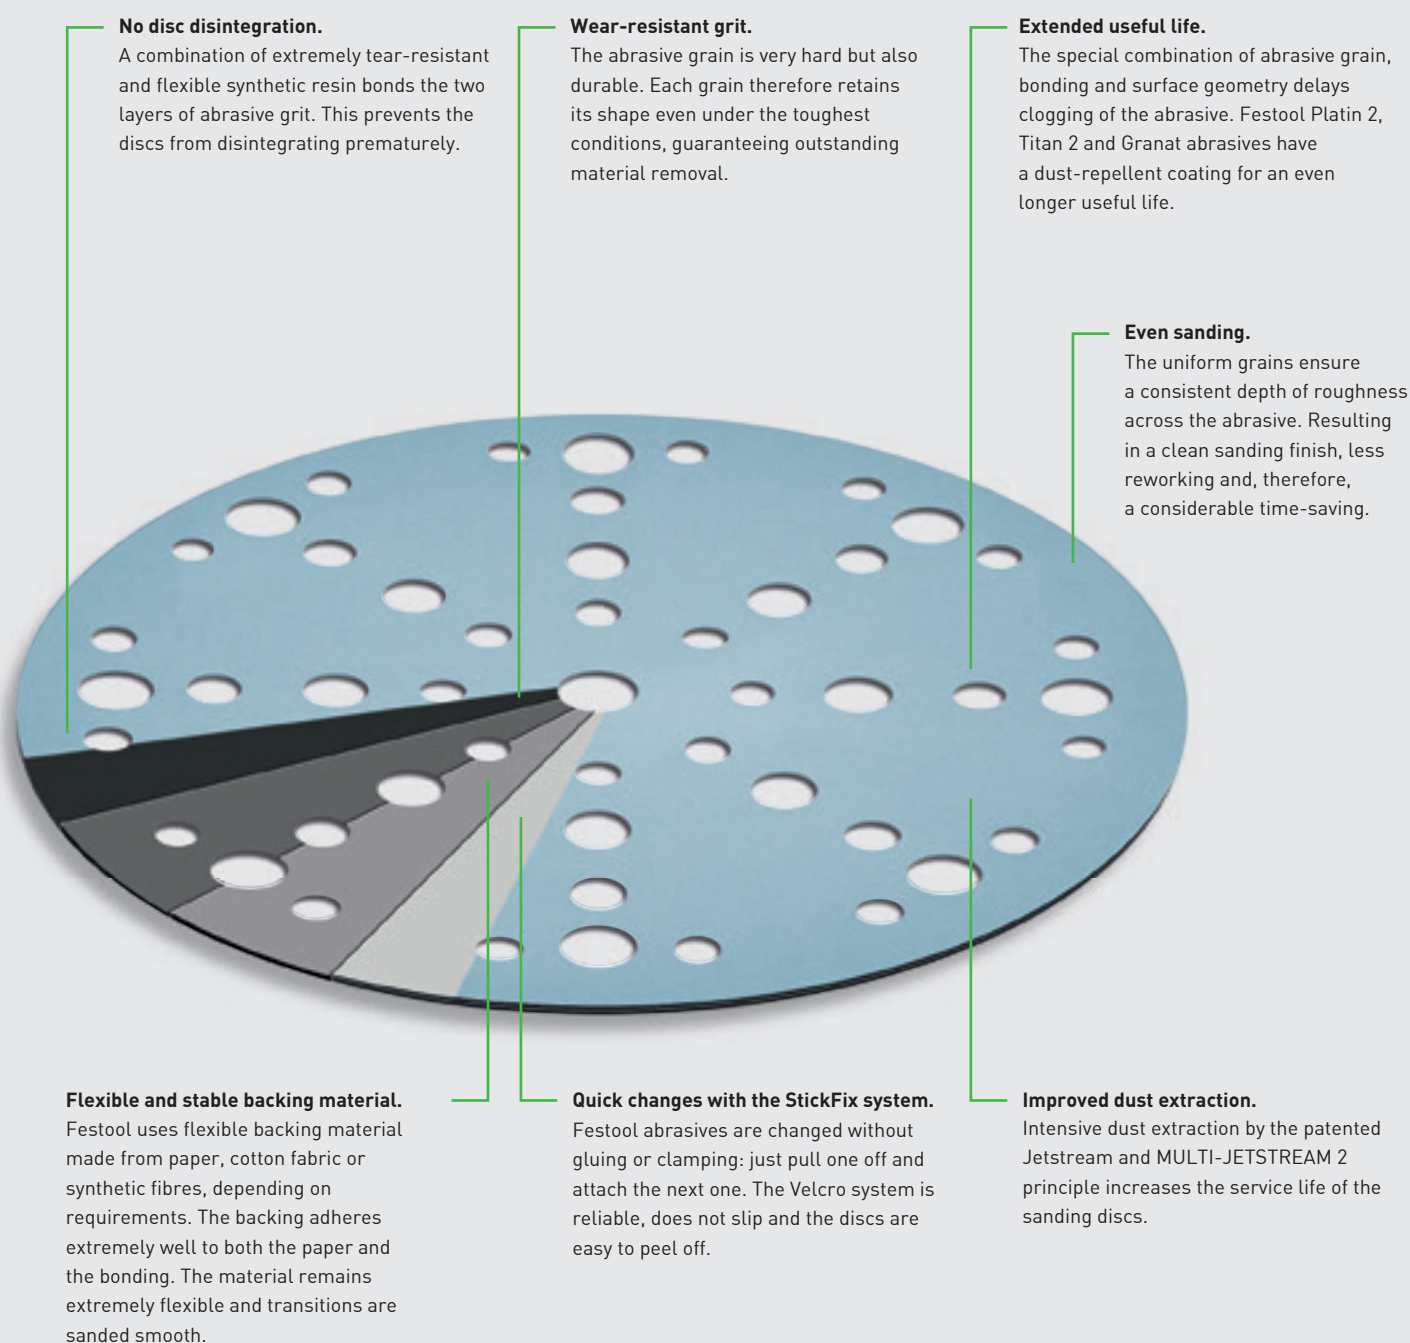 No disc disintegration.
A combination of extremely tear-resistant
and flexible synthetic resin bonds the two
layers of abrasive grit. This prevents the
discs from disintegrating prematurely.
Wear-resistant grit.
The abrasive grain is very hard but also
durable. Each grain therefore retains
its shape even under the toughest
conditions, guaranteeing outstanding
material removal.
Extended useful life.
The special combination of abrasive grain,
bonding and surface geometry delays
clogging of the abrasive. Festool Platin 2,
Titan 2 and Granat abrasives have
a dust-repellent coating for an even
longer useful life.
Even sanding.
The uniform grains ensure
a consistent depth of roughness
across the abrasive. Resulting
in a clean sanding finish, less
reworking and, therefore,
a considerable time-saving.
Flexible and stable backing material.
Festool uses flexible backing material
made from paper, cotton fabric or
synthetic fibres, depending on
requirements. The backing adheres
extremely well to both the paper and
the bonding. The material remains
extremely flexible and transitions are
sanded smooth.
Quick changes with the StickFix system.
Festool abrasives are changed without
gluing or clamping: just pull one off and
attach the next one. The Velcro system is
reliable, does not slip and the discs are
easy to peel off.
Improved dust extraction.
Intensive dust extraction by the patented
Jetstream and MULTI-JETSTREAM 2
principle increases the service life of the
sanding discs.